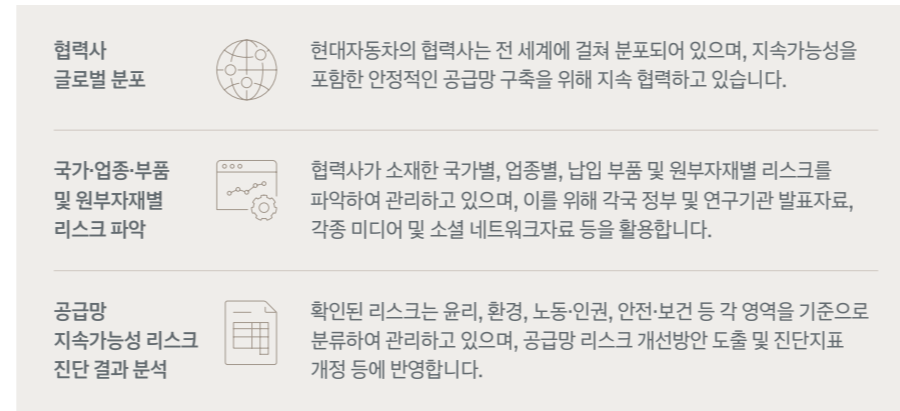 협력사
글로벌 분포
현대자동차의 협력사는 전 세계에 걸쳐 분포되어 있으며, 지속가능성을
포함한 안정적인 공급망 구축을 위해 지속 협력하고 있습니다.
국가·업종·부품
및 원부자재별
리스크 파악
협력사가 소재한 국가별, 업종별, 납입 부품 및 원부자재별 리스크를
파악하여 관리하고 있으며, 이를 위해 각국 정부 및 연구기관 발표자료,
각종 미디어 및 소셜 네트워크자료 등을 활용합니다.
공급망
지속가능성 리스크
진단 결과 분석
확인된 리스크는 윤리, 환경, 노동·인권, 안전·보건 등 각 영역을 기준으로
분류하여 관리하고 있으며, 공급망 리스크 개선방안 도출 및 진단지표
개정 등에 반영합니다.